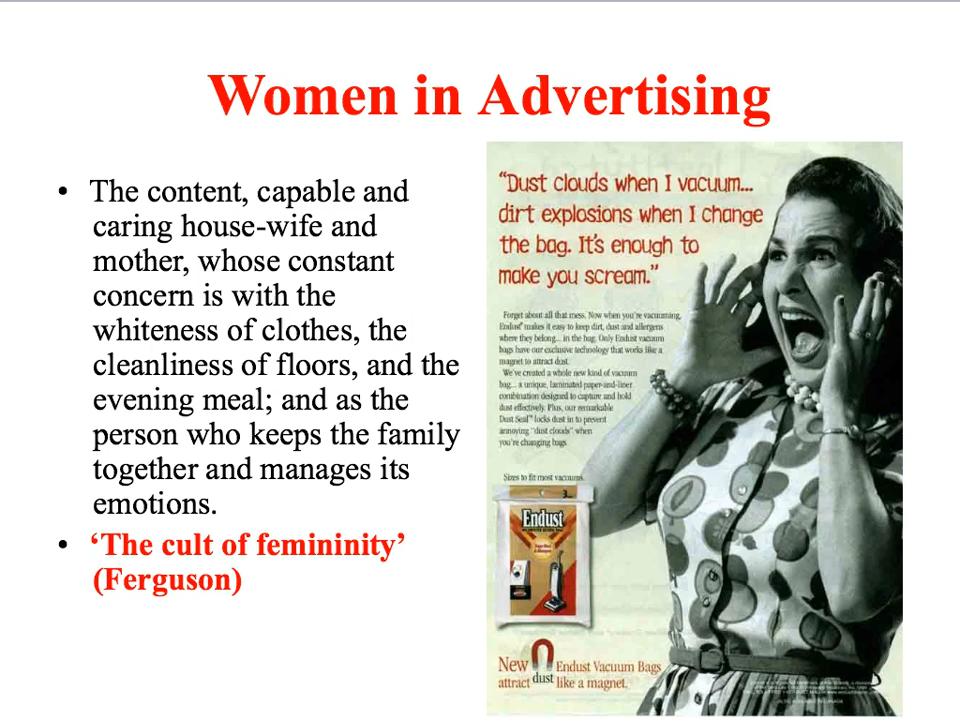 Women in Advertising
• The content, capable and
caring house-wife and
mother, whose constant
concern is with the
whiteness of clothes, the
cleanliness of floors, and the
evening meal; and as the
person who keeps the family
together and manages its
emotions.
• ‘The cult of femininity’
(Ferguson)
“Dust clouds when I vacuum...
dirt explosions when I change
the bag. It's enough to
make you scream.”
Forget about all that mess. Now when you're vacuuming,
Endust® makes it easy to keep dirt, dust and allergens
where they belong... in the bag. Only Endust vacuum
bags have our exclusive technology that works like a
magnet to attract dust.
We've created a whole new kind of vacuum
bag... a unique, laminated paper-and-liner
combination designed to capture and hold
dust effectively. Plus, our remarkable
Dust Seal™ locks dust in to prevent
annoying "dust clouds" when
you're changing bags.
Sizes to fit most vacuums.
3
Endust
New Endust Vacuum Bags
attract dust like a magnet.